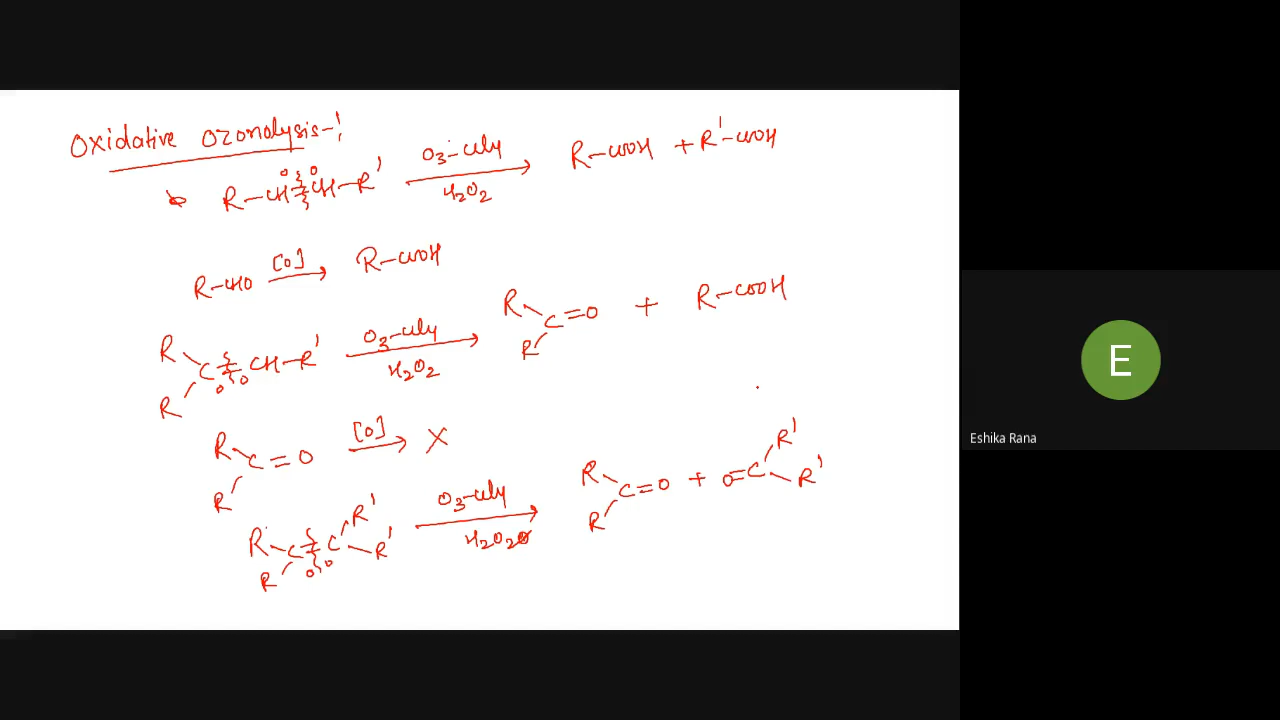 Oxidative Ozonolysis-!
R-CH=CH-R' O3-CCl4 H2O2 → R-COOH + R'-COOH
R-CHO [O] → R-COOH
R R C=CH-R' O3-CCl4 H2O2 → R R C=O + R-COOH
E
Eshika Rana
R R' C=O [O] → X
R R C=C R' R' O3-CCl4 H2O2 → R R C=O + O=C R' R'